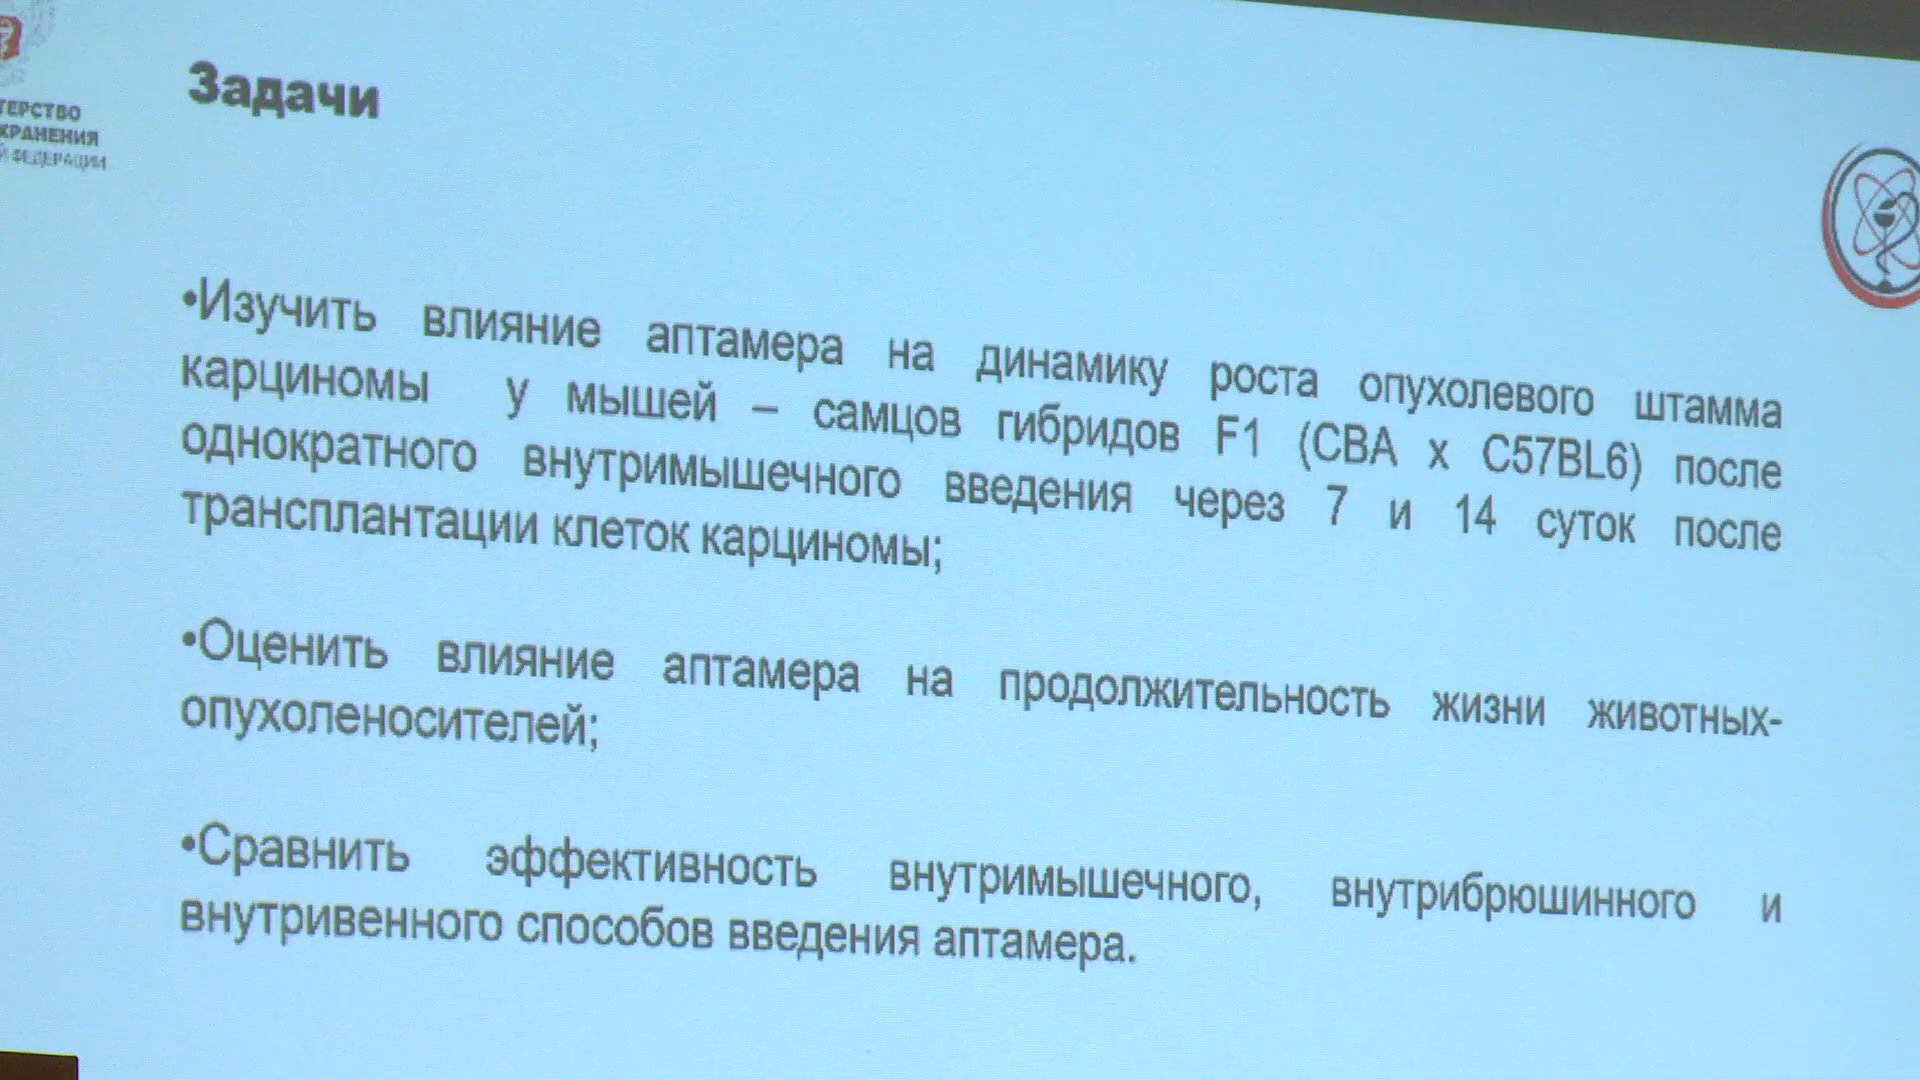 ТЕРСТВО
ХРАНЕНИЯ
Й ФЕДЕРАЦИИ
Задачи
•Изучить влияние аптамера на динамику роста опухолевого штамма
карциномы у мышей – самцов гибридов F1 (CBA x C57BL6) после
однократного внутримышечного введения через 7 и 14 суток после
трансплантации клеток карциномы;
•Оценить влияние аптамера на продолжительность жизни животных-
опухоленосителей;
•Сравнить эффективность внутримышечного, внутрибрюшинного и
внутривенного способов введения аптамера.